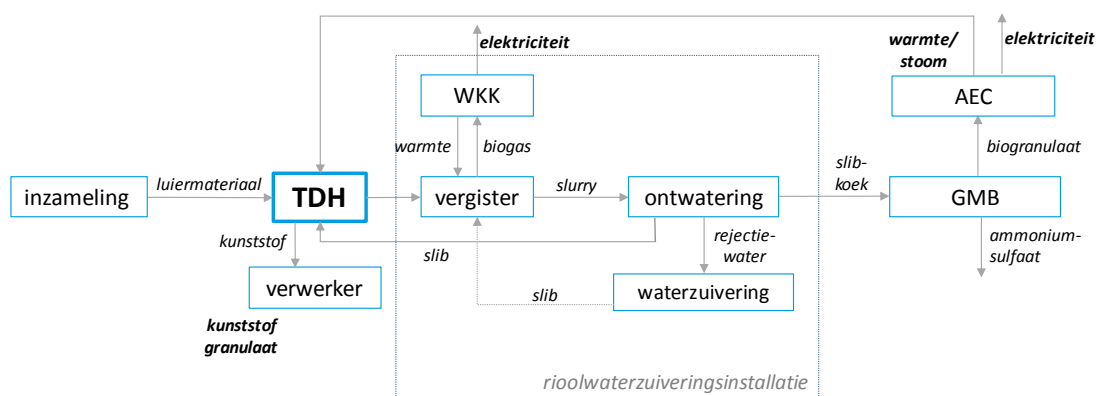 elektriciteit
warmte/
stoom
elektriciteit
WKK
AEC
warmte
biogas
slib-
koek
biogranulaat
inzameling
luiermateriaal
TDH
vergister
slurry
ontwatering
GMB
kunststof
slib
rejectie-
water
ammonium-
sulfaat
verwerker
slib
waterzuivering
kunststof
granulaat
rioolwaterzuiveringsinstallatie